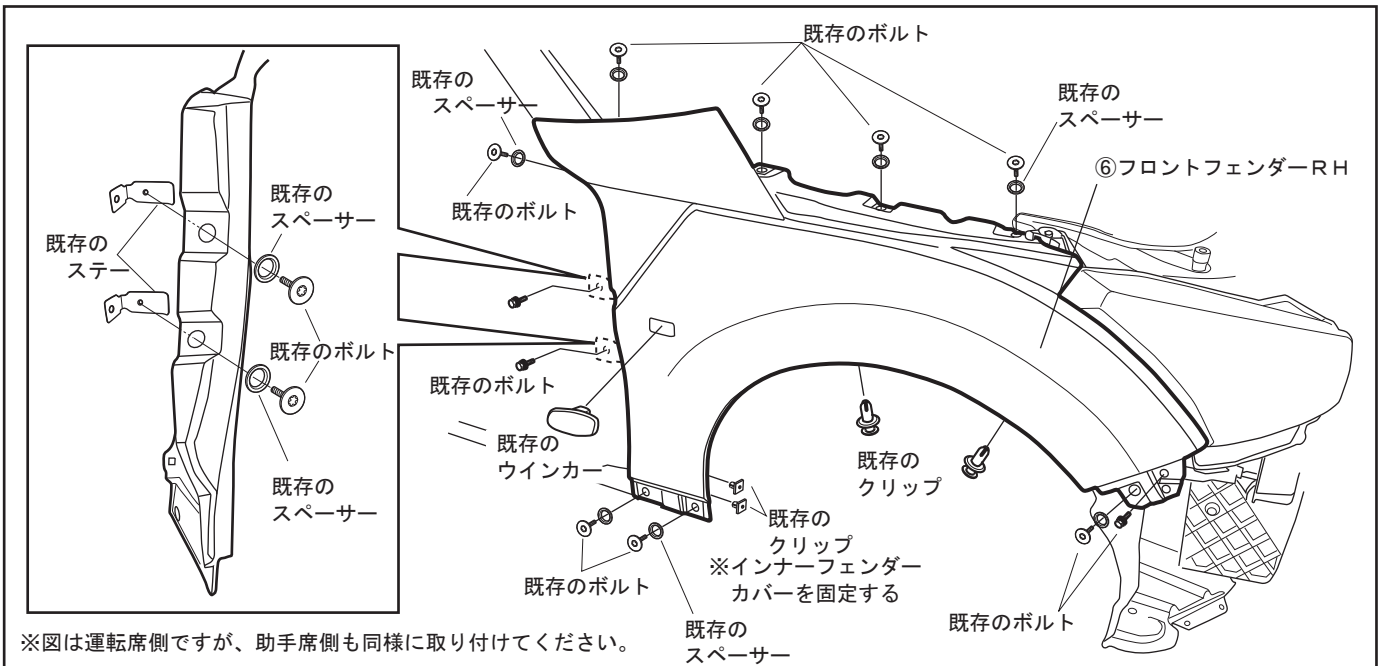 既存のボルト
既存の
スペーサー
既存の
スペーサー
⑥フロントフェンダーRH
既存のボルト
既存の
スペーサー
既存の
ステー
既存のボルト
既存の
スペーサー
既存のボルト
既存の
ウインカー
既存の
クリップ
既存の
クリップ
※インナーフェンダー
カバーを固定する
既存のボルト
既存の
スペーサー
既存のボルト
※図は運転席側ですが、助手席側も同様に取り付けてください。